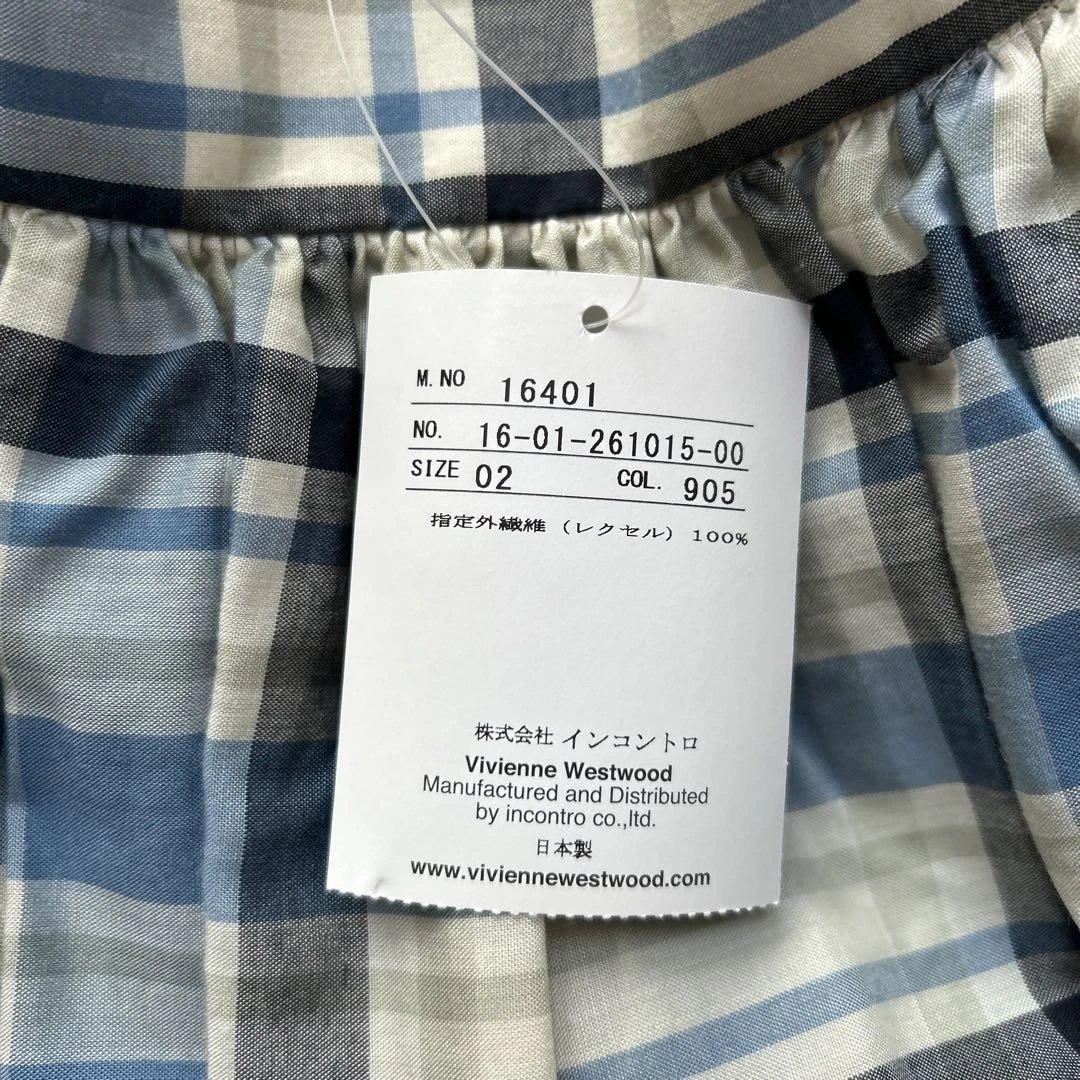 M. NO 16401
NO. 16-01-261015-00
SIZE 02 COL. 905
指定外繊維 (レクセル) 100%
株式会社 インコントロ
Vivienne Westwood
Manufactured and Distributed
by incontro co.,ltd.
日本製
www.viviennewestwood.com